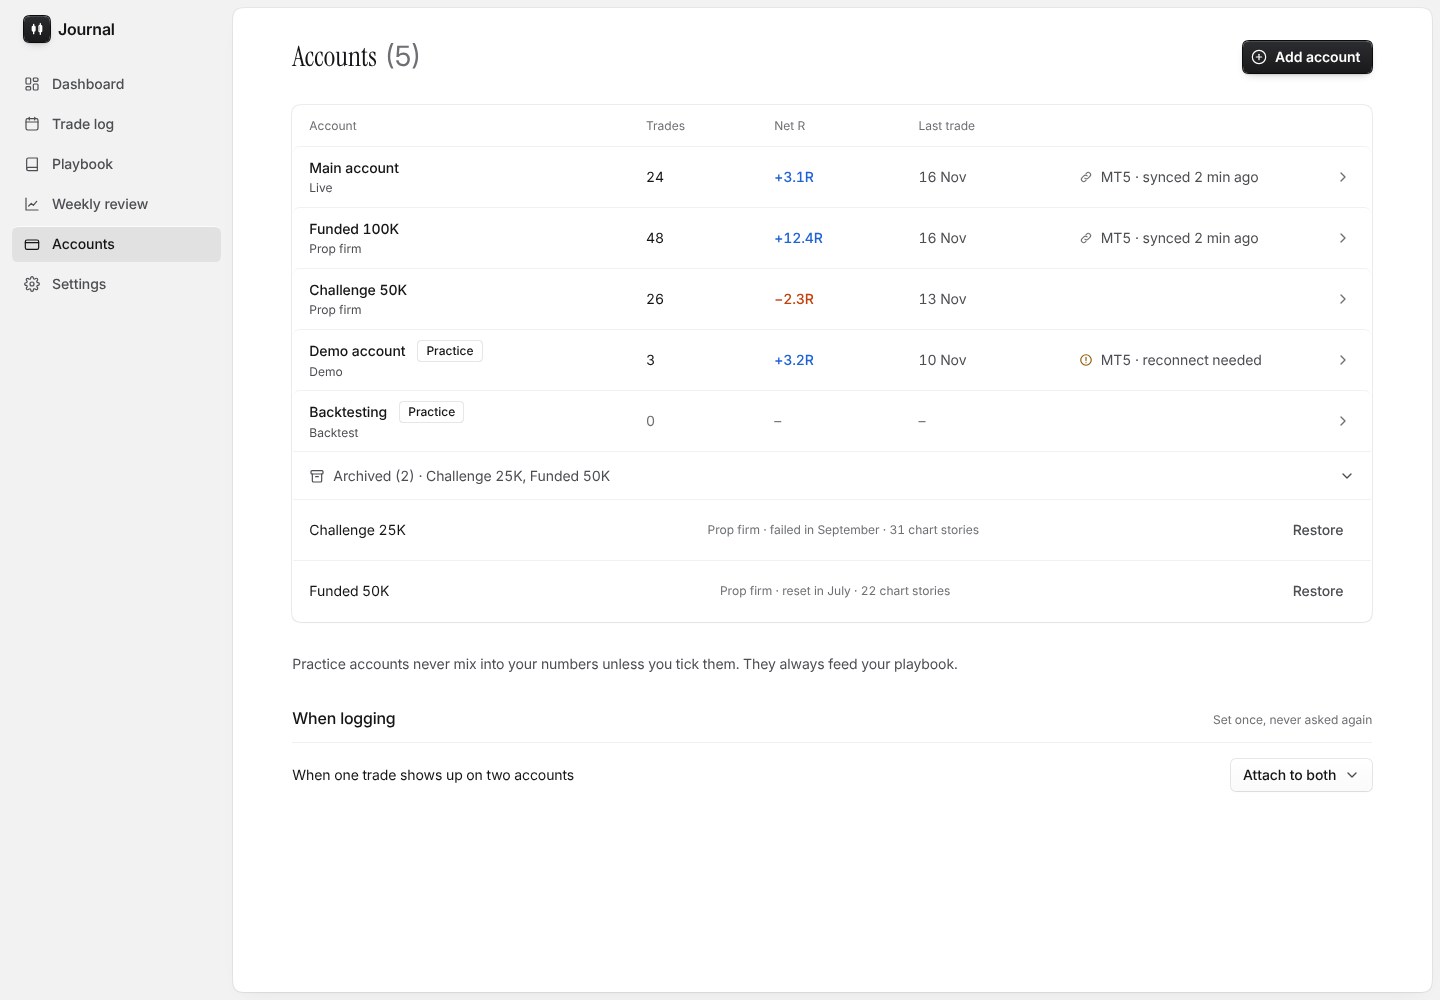 Journal
Dashboard
Trade log
Playbook
Weekly review
Accounts
Settings
Accounts (5)
Add account
Account Trades Net R Last trade
Main account
Live
24 +3.1R 16 Nov MT5 · synced 2 min ago
Funded 100K
Prop firm
48 +12.4R 16 Nov MT5 · synced 2 min ago
Challenge 50K
Prop firm
26 −2.3R 13 Nov
Demo account Practice
Demo
3 +3.2R 10 Nov MT5 · reconnect needed
Backtesting Practice
Backtest
0 – –
Archived (2) · Challenge 25K, Funded 50K
Challenge 25K Prop firm · failed in September · 31 chart stories Restore
Funded 50K Prop firm · reset in July · 22 chart stories Restore
Practice accounts never mix into your numbers unless you tick them. They always feed your playbook.
When logging Set once, never asked again
When one trade shows up on two accounts Attach to both